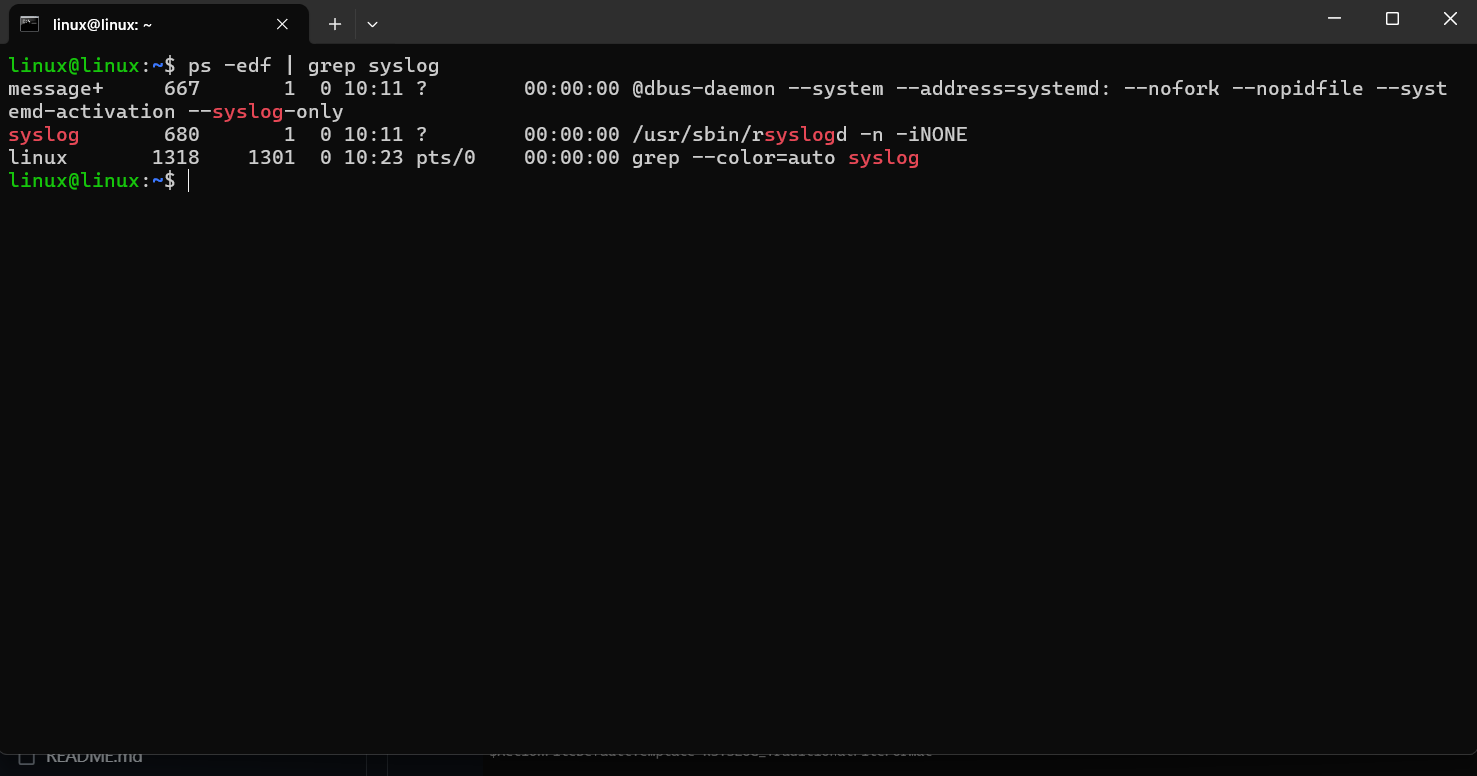 linux@linux: ~
linux@linux:~$ ps -edf | grep syslog
message+     667       1  0 10:11 ?        00:00:00 @dbus-daemon --system --address=systemd: --nofork --nopidfile --syst
emd-activation --syslog-only
syslog       680       1  0 10:11 ?        00:00:00 /usr/sbin/rsyslogd -n -iNONE
linux       1318    1301  0 10:23 pts/0    00:00:00 grep --color=auto syslog
linux@linux:~$
README.md